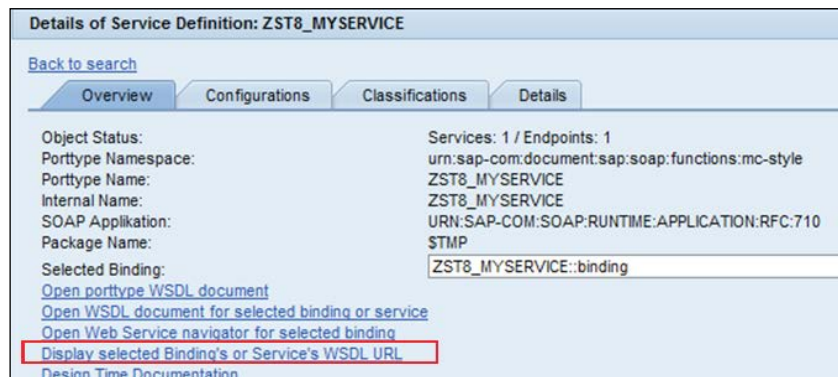 Details of Service Definition: ZST8_MYSERVICE
Back to search
Overview Configurations Classifications Details
Object Status: Services: 1 / Endpoints: 1
Porttype Namespace: urn:sap-com:document:sap:soap:functions:mc-style
Porttype Name: ZST8_MYSERVICE
Internal Name: ZST8_MYSERVICE
SOAP Applikation: URN:SAP-COM:SOAP:RUNTIME:APPLICATION:RFC:710
Package Name: $TMP
Selected Binding: ZST8_MYSERVICE::binding
Open porttype WSDL document
Open WSDL document for selected binding or service
Open Web Service navigator for selected binding
Display selected Binding's or Service's WSDL URL
Design Time Documentation